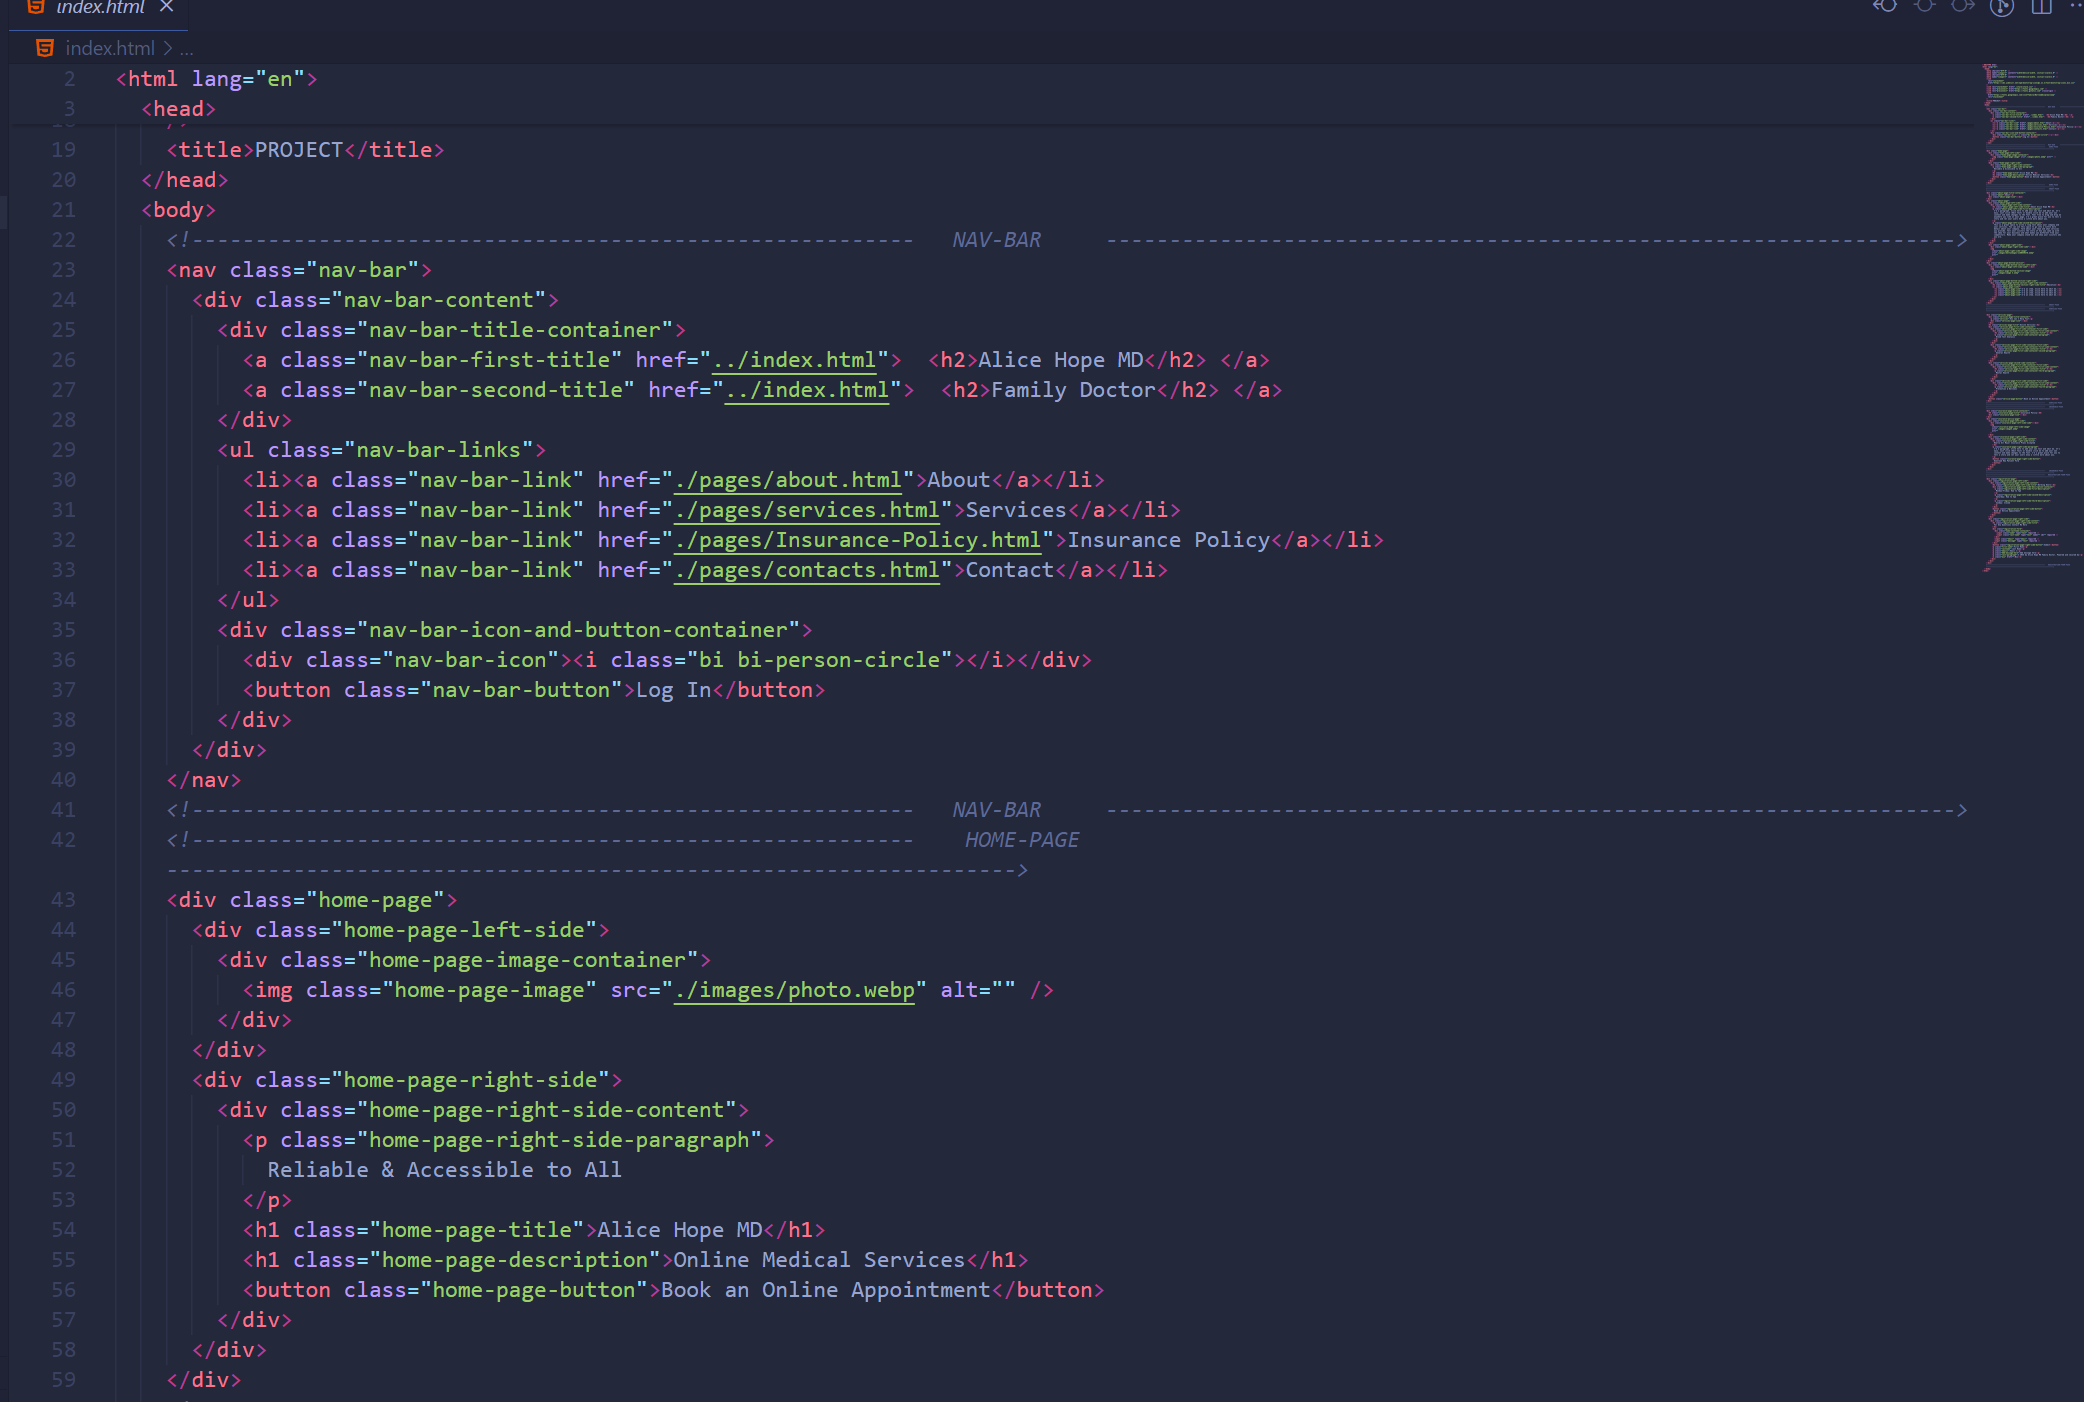 index.html
index.html > ...
2 <html lang="en">
3 <head>
19 <title>PROJECT</title>
20 </head>
21 <body>
22 <!--------------------------------------------------------- NAV-BAR ------------------------------------------------------------------->
23 <nav class="nav-bar">
24 <div class="nav-bar-content">
25 <div class="nav-bar-title-container">
26 <a class="nav-bar-first-title" href="../index.html"> <h2>Alice Hope MD</h2> </a>
27 <a class="nav-bar-second-title" href="../index.html"> <h2>Family Doctor</h2> </a>
28 </div>
29 <ul class="nav-bar-links">
30 <li><a class="nav-bar-link" href="./pages/about.html">About</a></li>
31 <li><a class="nav-bar-link" href="./pages/services.html">Services</a></li>
32 <li><a class="nav-bar-link" href="./pages/Insurance-Policy.html">Insurance Policy</a></li>
33 <li><a class="nav-bar-link" href="./pages/contacts.html">Contact</a></li>
34 </ul>
35 <div class="nav-bar-icon-and-button-container">
36 <div class="nav-bar-icon"><i class="bi bi-person-circle"></i></div>
37 <button class="nav-bar-button">Log In</button>
38 </div>
39 </div>
40 </nav>
41 <!--------------------------------------------------------- NAV-BAR ------------------------------------------------------------------->
42 <!--------------------------------------------------------- HOME-PAGE
------------------------------------------------------------------->
43 <div class="home-page">
44 <div class="home-page-left-side">
45 <div class="home-page-image-container">
46 <img class="home-page-image" src="./images/photo.webp" alt="" />
47 </div>
48 </div>
49 <div class="home-page-right-side">
50 <div class="home-page-right-side-content">
51 <p class="home-page-right-side-paragraph">
52 Reliable & Accessible to All
53 </p>
54 <h1 class="home-page-title">Alice Hope MD</h1>
55 <h1 class="home-page-description">Online Medical Services</h1>
56 <button class="home-page-button">Book an Online Appointment</button>
57 </div>
58 </div>
59 </div>